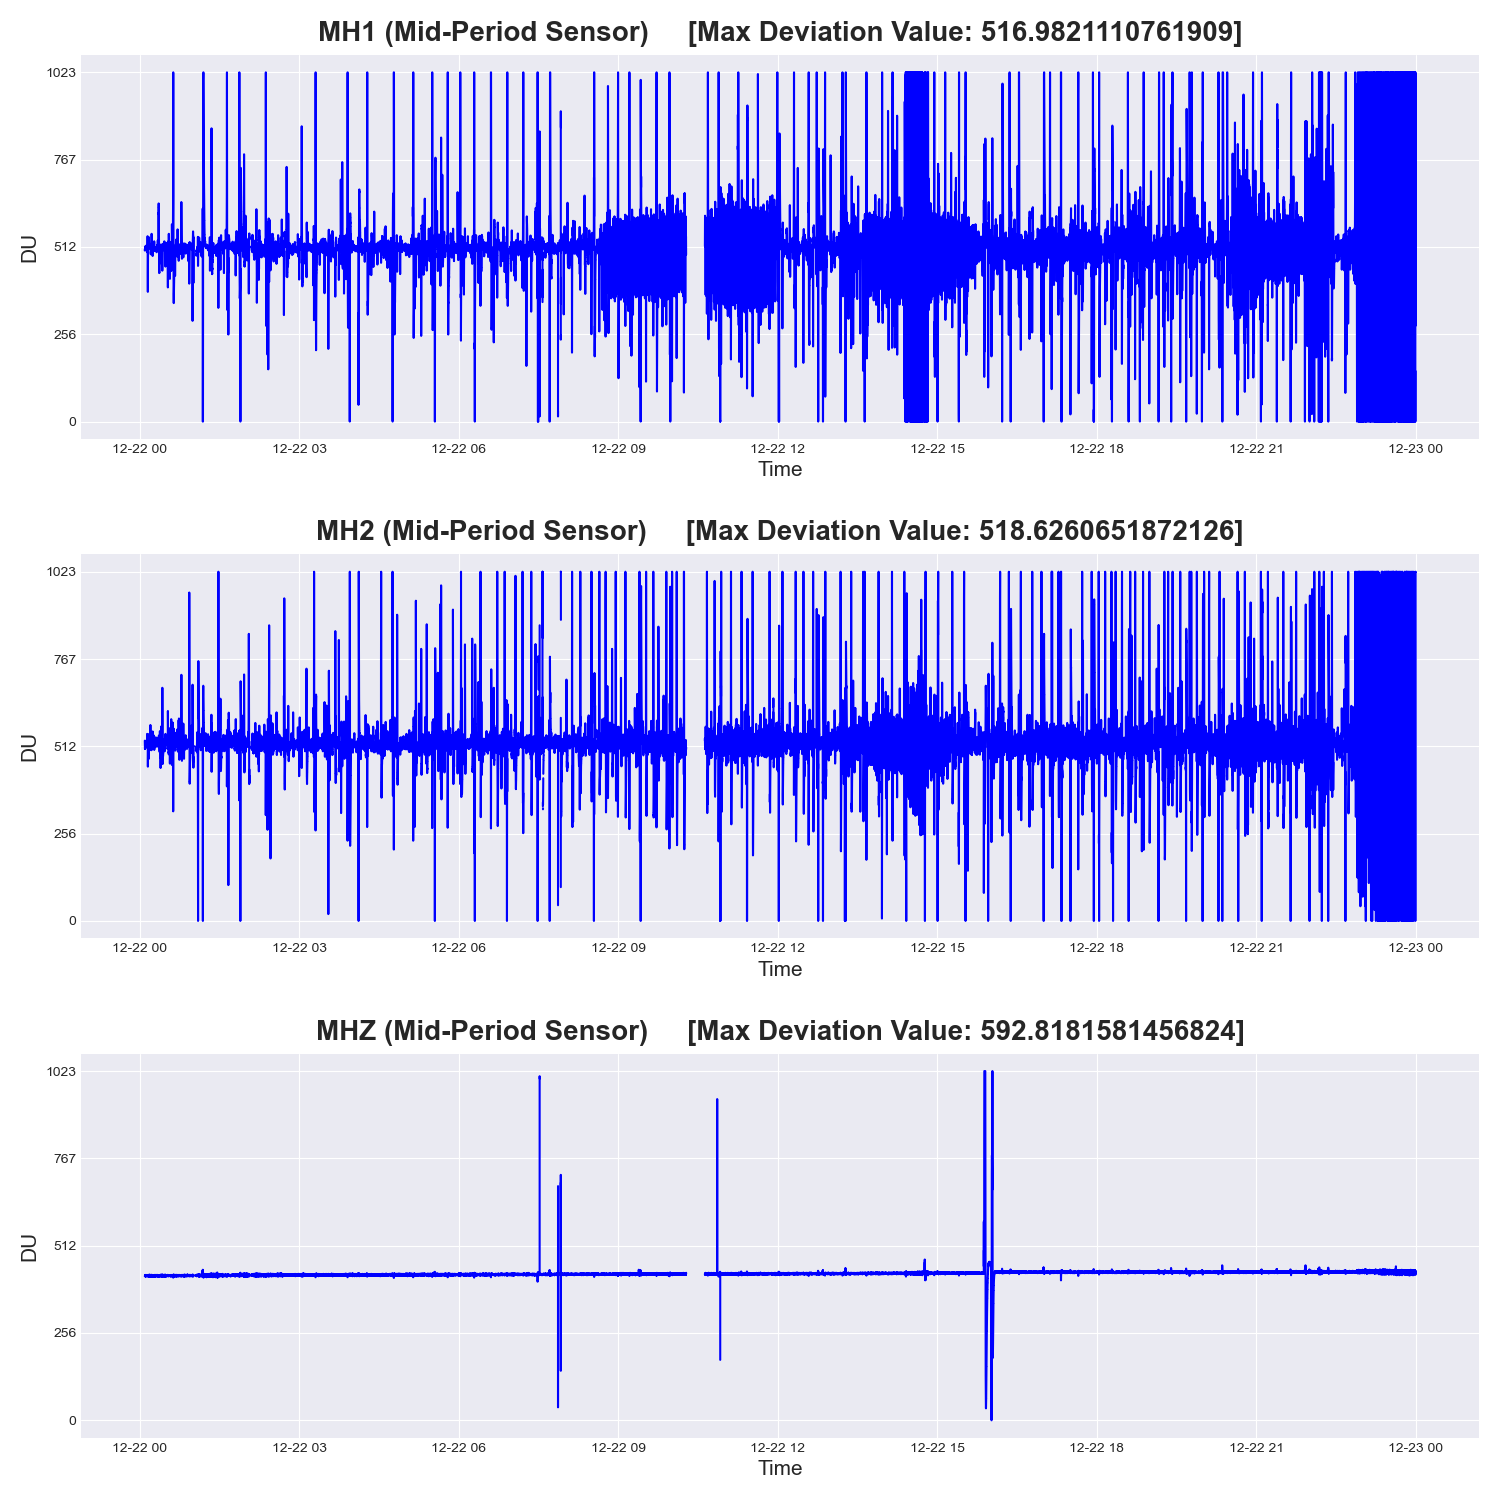 MH1 (Mid-Period Sensor) [Max Deviation Value: 516.9821110761909]
1023
767
512
256
0
DU
12-22 00 12-22 03 12-22 06 12-22 09 12-22 12 12-22 15 12-22 18 12-22 21 12-23 00
Time
MH2 (Mid-Period Sensor) [Max Deviation Value: 518.6260651872126]
1023
767
512
256
0
DU
12-22 00 12-22 03 12-22 06 12-22 09 12-22 12 12-22 15 12-22 18 12-22 21 12-23 00
Time
MHZ (Mid-Period Sensor) [Max Deviation Value: 592.8181581456824]
1023
767
512
256
0
DU
12-22 00 12-22 03 12-22 06 12-22 09 12-22 12 12-22 15 12-22 18 12-22 21 12-23 00
Time